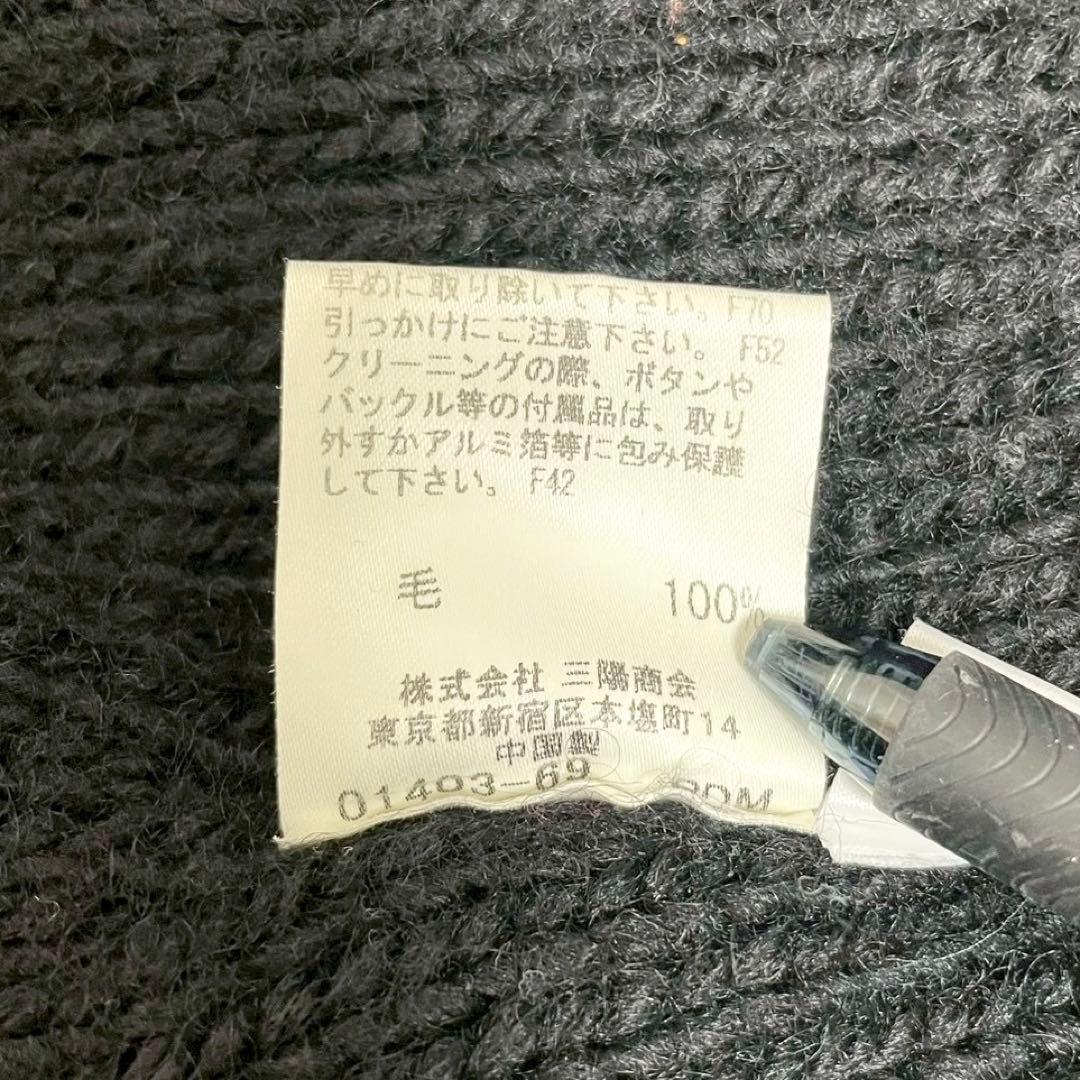 早めに取り除いて下さい。F70
引っかけにご注意下さい。 F52
クリーニングの際、ボタンや
バックル等の付属品は、取り
外すかアルミ箔等に包み保護
して下さい。 F42
毛 100%
株式会社 三陽商会
東京都新宿区本塩町14
中国製
01493-69